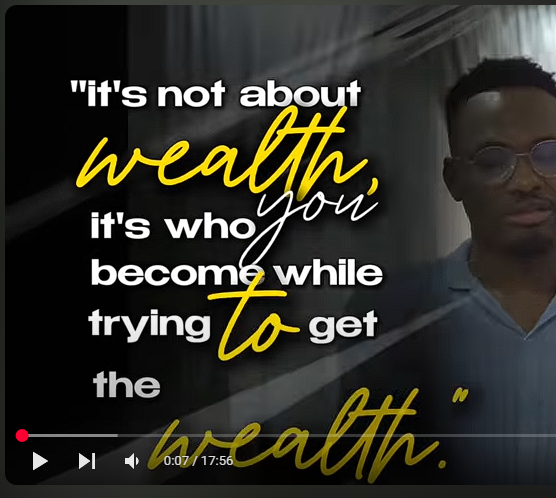 "it's not about
wealth,
it's who you
become while
trying to get
the
wealth."
0:07 / 17:56